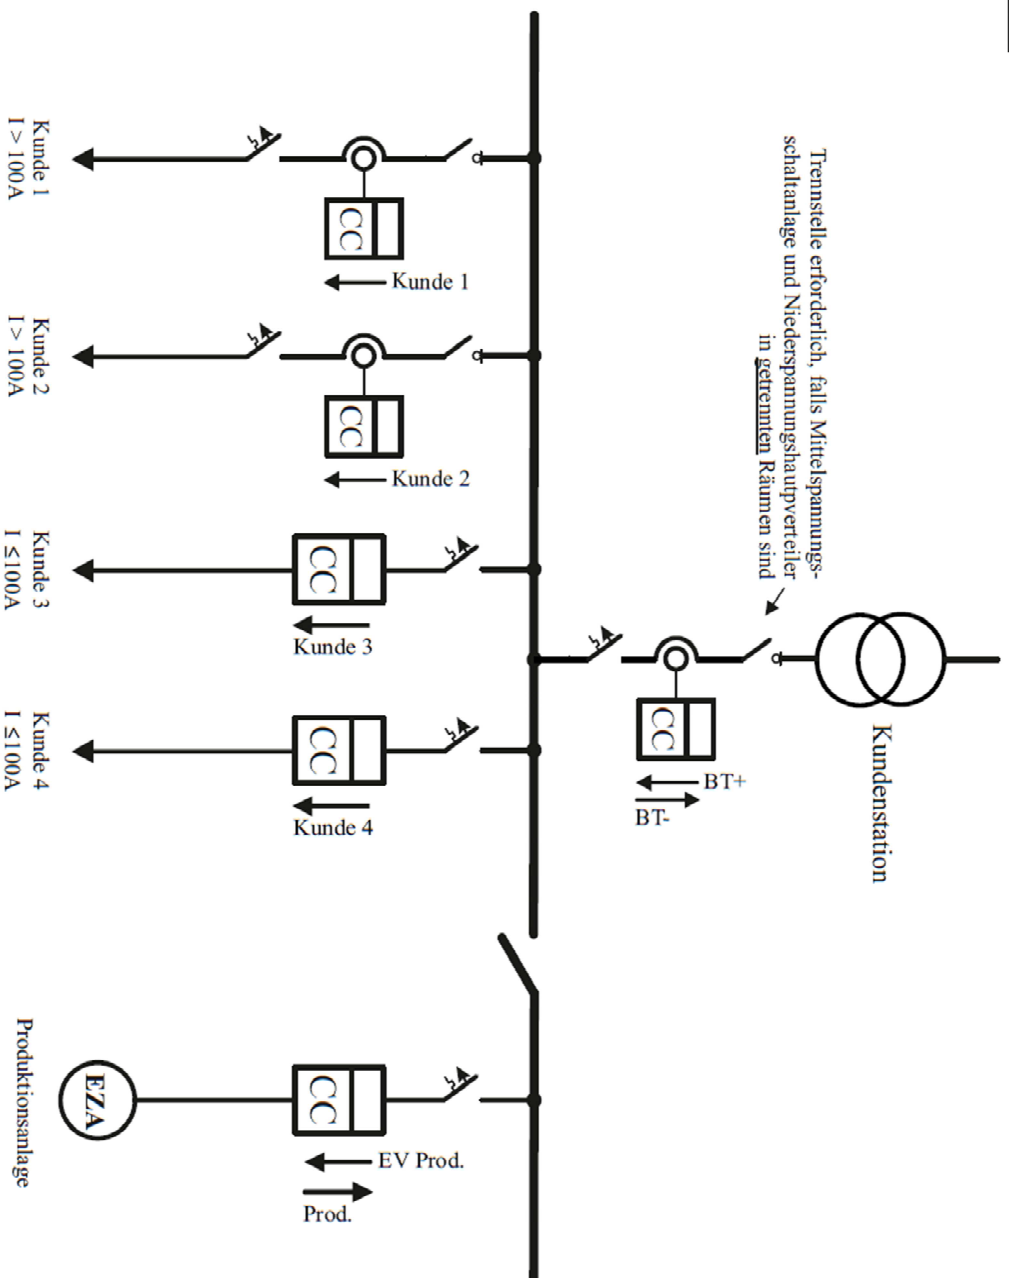 Trennstelle erforderlich, falls Mittelspannungs-
schaltanlage und Niederspannungshautpverteiler
in getrennten Räumen sind
Kundenstation
CC
BT+
BT-
CC
Kunde 1
CC
Kunde 2
CC
Kunde 3
CC
Kunde 4
CC
EV Prod.
Prod.
EZA
Kunde 1
I > 100A
Kunde 2
I > 100A
Kunde 3
I ≤100A
Kunde 4
I ≤100A
Produktionsanlage